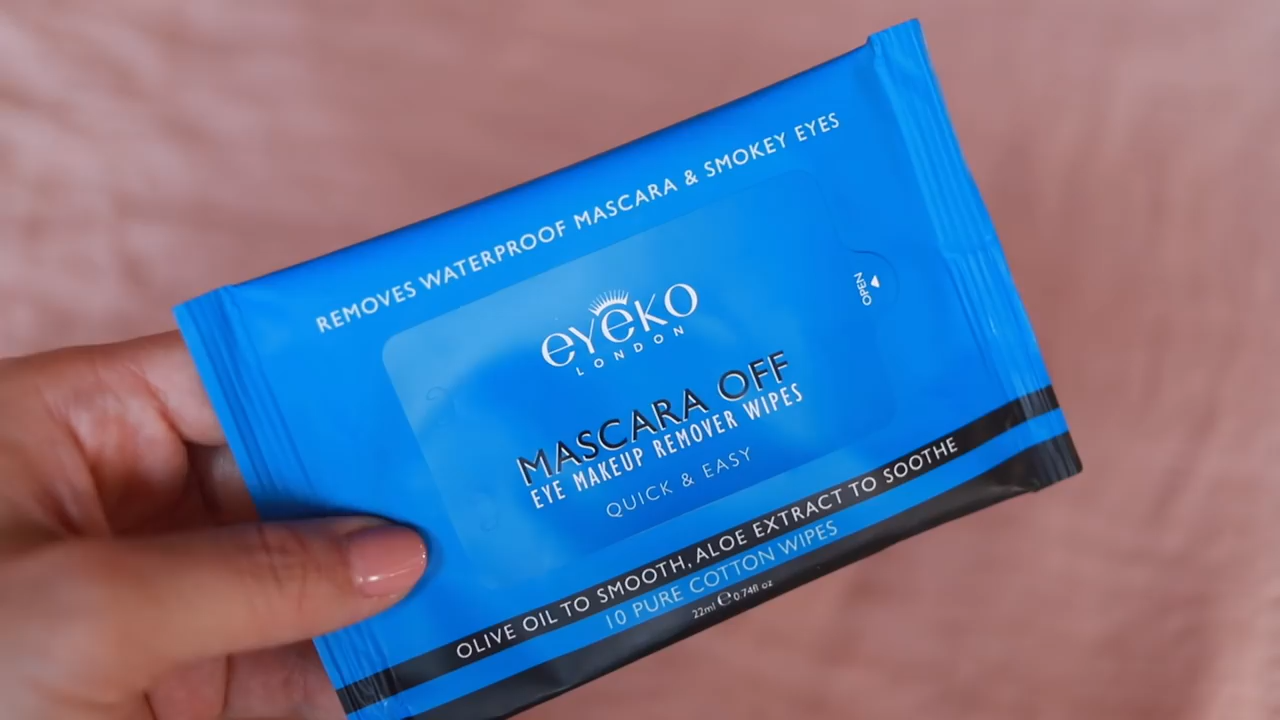 REMOVES WATERPROOF MASCARA & SMOKEY EYES
eyeko
LONDON
OPEN
MASCARA OFF
EYE MAKEUP REMOVER WIPES
QUICK & EASY
OLIVE OIL TO SMOOTH, ALOE EXTRACT TO SOOTHE
10 PURE COTTON WIPES
22ml ℮ 0.74fl oz